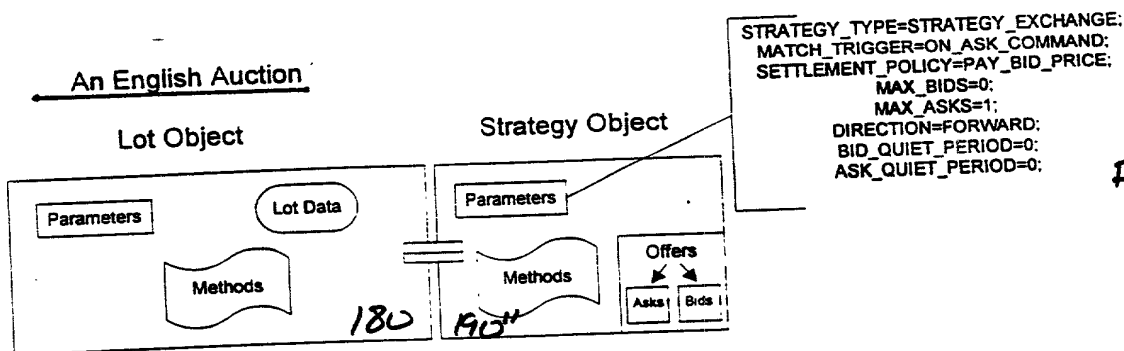 An English Auction
Lot Object
Strategy Object
STRATEGY_TYPE=STRATEGY_EXCHANGE;
MATCH_TRIGGER=ON_ASK_COMMAND;
SETTLEMENT_POLICY=PAY_BID_PRICE;
MAX_BIDS=0;
MAX_ASKS=1;
DIRECTION=FORWARD;
BID_QUIET_PERIOD=0;
ASK_QUIET_PERIOD=0;
Parameters
Lot Data
Methods
180
Parameters
Methods
190"
Offers
Asks
Bids